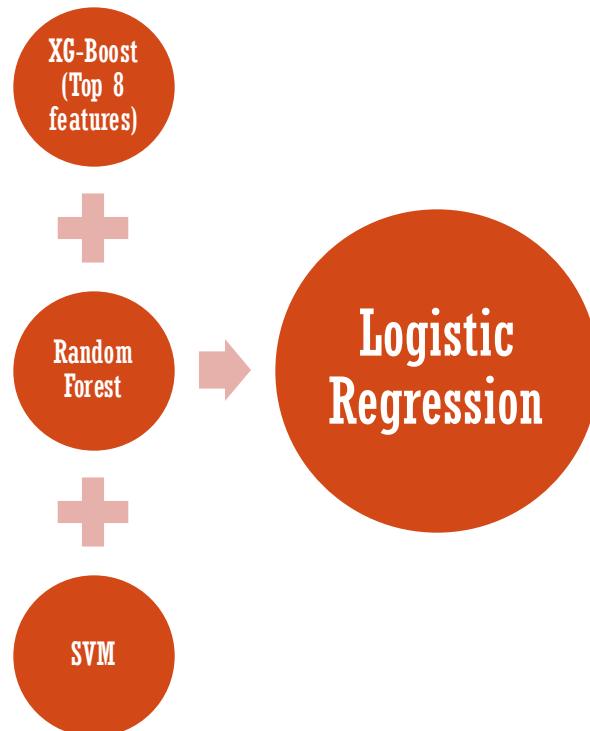 XG-Boost
(Top 8
features)
Random
Forest
SVM
Logistic
Regression